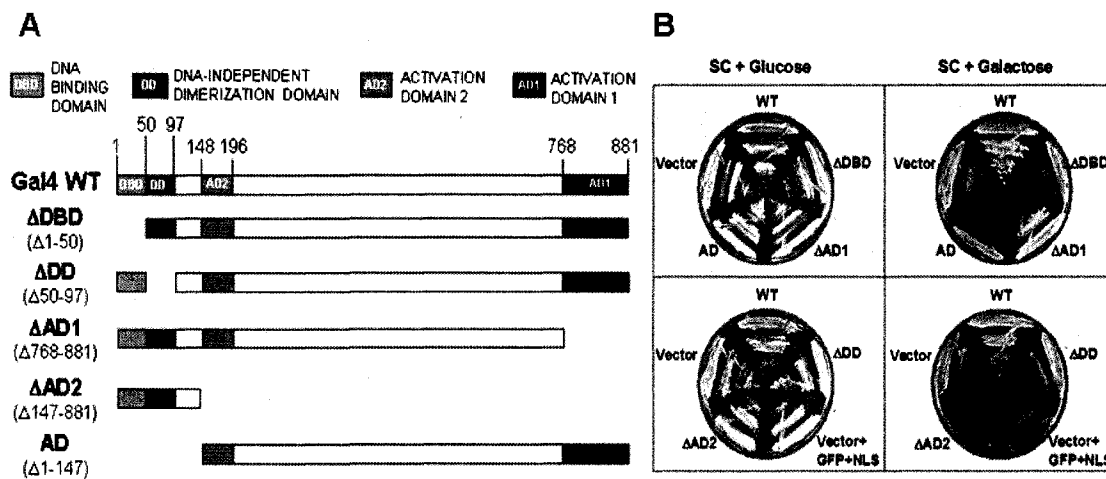 A
DBD DNA BINDING DOMAIN
DD DNA-INDEPENDENT DIMERIZATION DOMAIN
AD2 ACTIVATION DOMAIN 2
AD1 ACTIVATION DOMAIN 1
1 50 97 148 196 768 881
Gal4 WT DBD DD AD2 AD1
ΔDBD
(Δ1-50)
ΔDD
(Δ50-97)
ΔAD1
(Δ768-881)
ΔAD2
(Δ147-881)
AD
(Δ1-147)
B
SC + Glucose
SC + Galactose
WT
Vector
ΔDBD
AD
ΔAD1
WT
Vector
ΔDBD
AD
ΔAD1
WT
Vector
ΔDD
ΔAD2
Vector+
GFP+NLS
WT
Vector
ΔDD
ΔAD2
Vector+
GFP+NLS